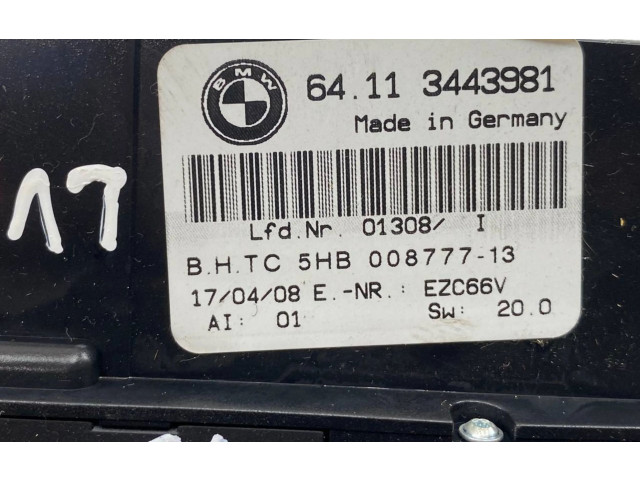 BMW
64.11 3443981
Made in Germany
Lfd.Nr. 01308/ I
B.H.TC 5HB 008777-13
17/04/08 E.-NR.: EZC66V
AI: 01 Sw: 20.0
17